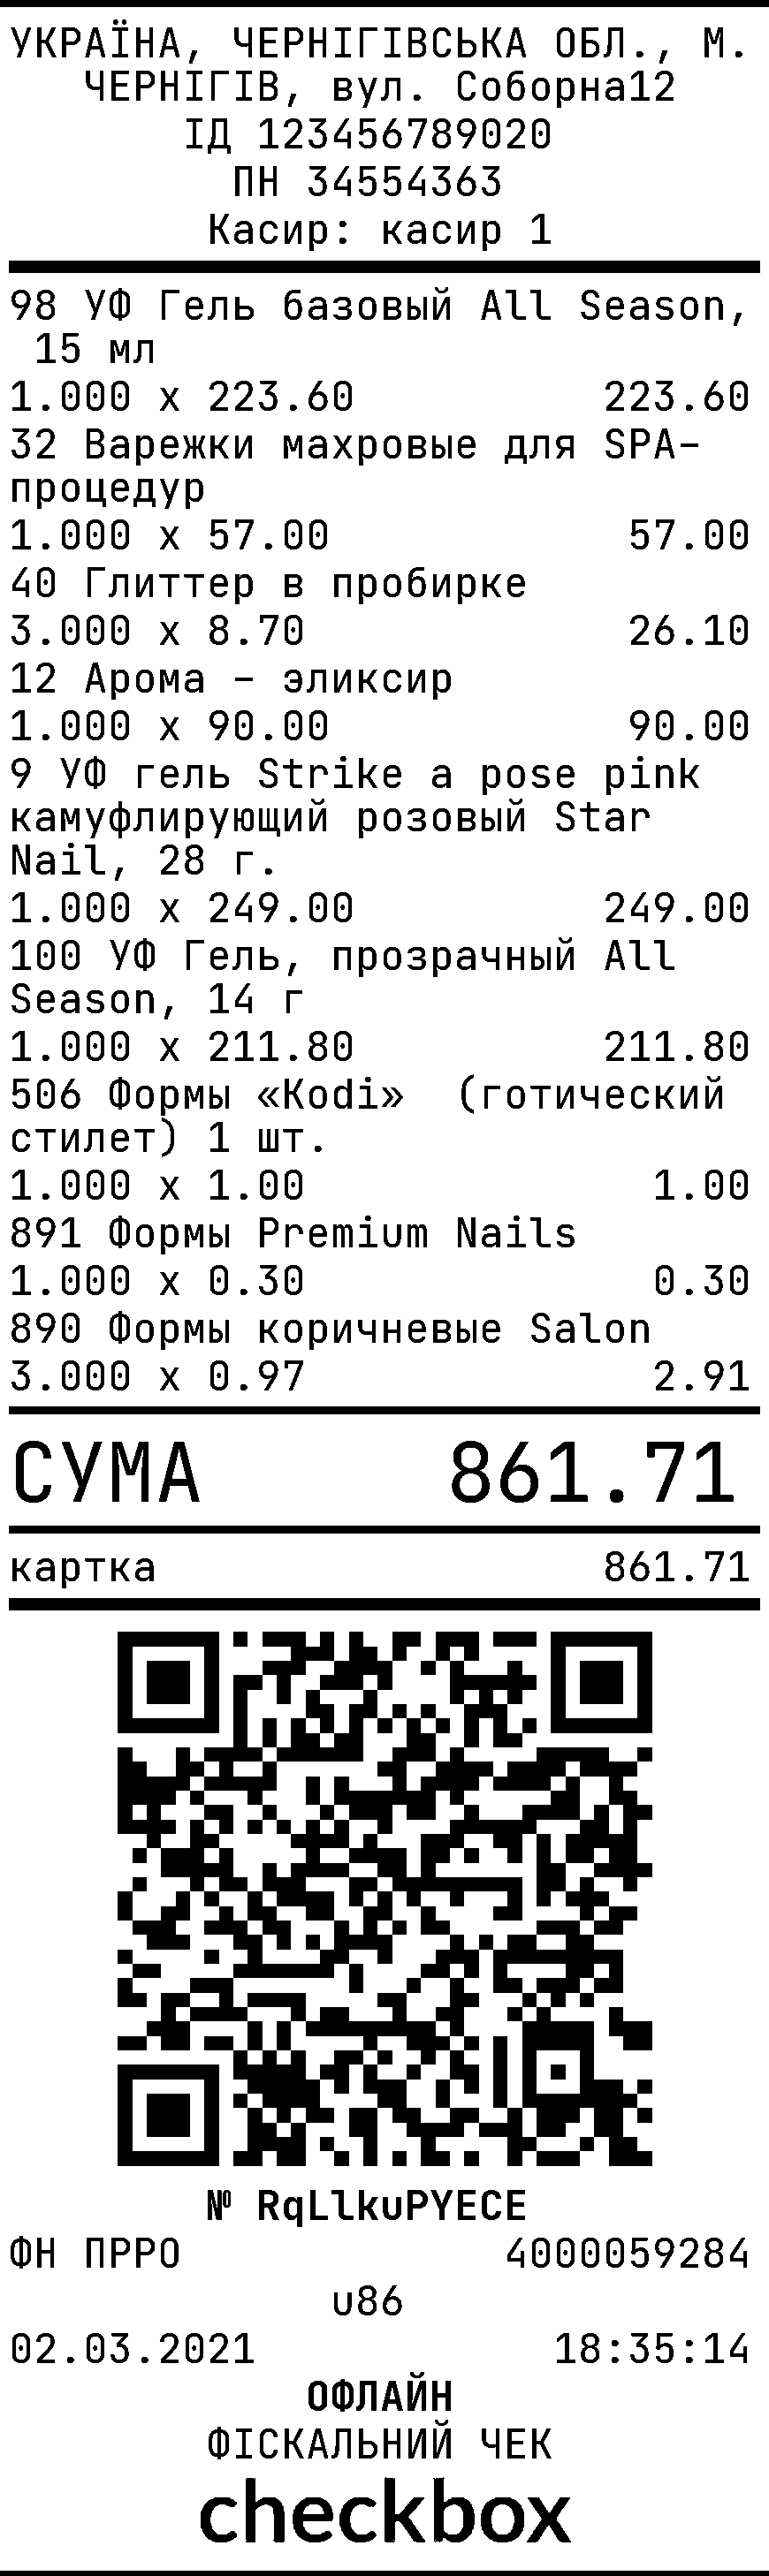 УКРАЇНА, ЧЕРНІГІВСЬКА ОБЛ., М.
ЧЕРНІГІВ, вул. Соборна12
ІД 123456789020
ПН 34554363
Касир: касир 1
98 УФ Гель базовый All Season,
15 мл
1.000 x 223.60 223.60
32 Варежки махровые для SPA-
процедур
1.000 x 57.00 57.00
40 Глиттер в пробирке
3.000 x 8.70 26.10
12 Арома - эликсир
1.000 x 90.00 90.00
9 УФ гель Strike a pose pink
камуфлирующий розовый Star
Nail, 28 г.
1.000 x 249.00 249.00
100 УФ Гель, прозрачный All
Season, 14 г
1.000 x 211.80 211.80
506 Формы «Kodi»  (готический
стилет) 1 шт.
1.000 x 1.00 1.00
891 Формы Premium Nails
1.000 x 0.30 0.30
890 Формы коричневые Salon
3.000 x 0.97 2.91
СУМА 861.71
картка 861.71
№ RqLlkuPYECE
ФН ПРРО 4000059284
u86
02.03.2021 18:35:14
ОФЛАЙН
ФІСКАЛЬНИЙ ЧЕК
checkbox